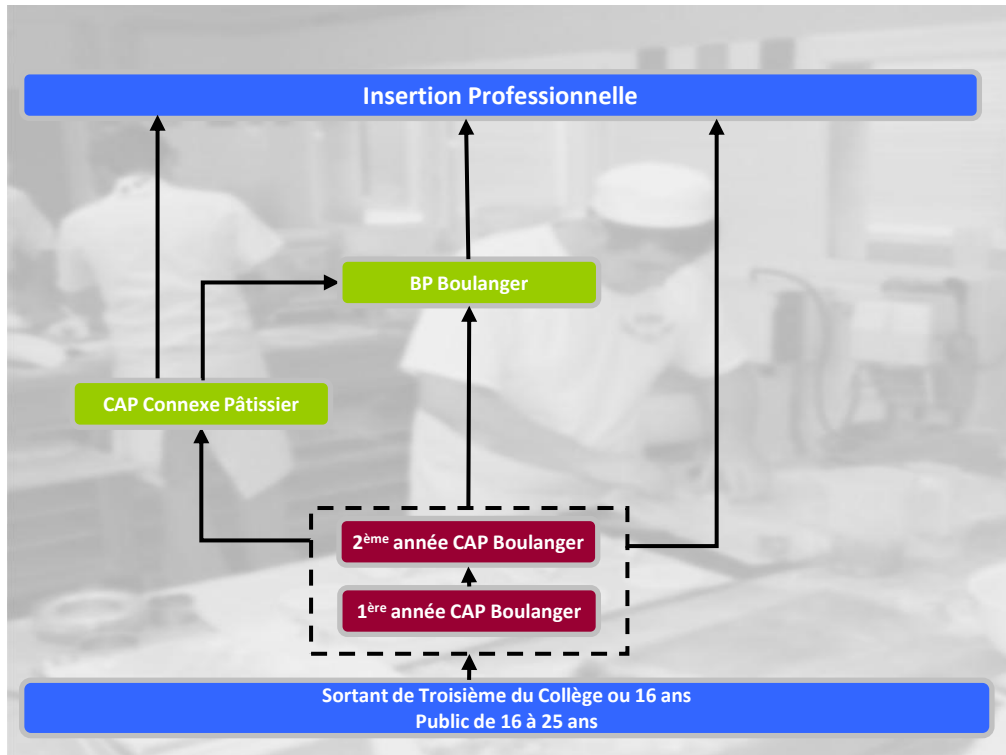 Insertion Professionnelle
BP Boulanger
CAP Connexe Pâtissier
2ème année CAP Boulanger
1ère année CAP Boulanger
Sortant de Troisième du Collège ou 16 ans
Public de 16 à 25 ans